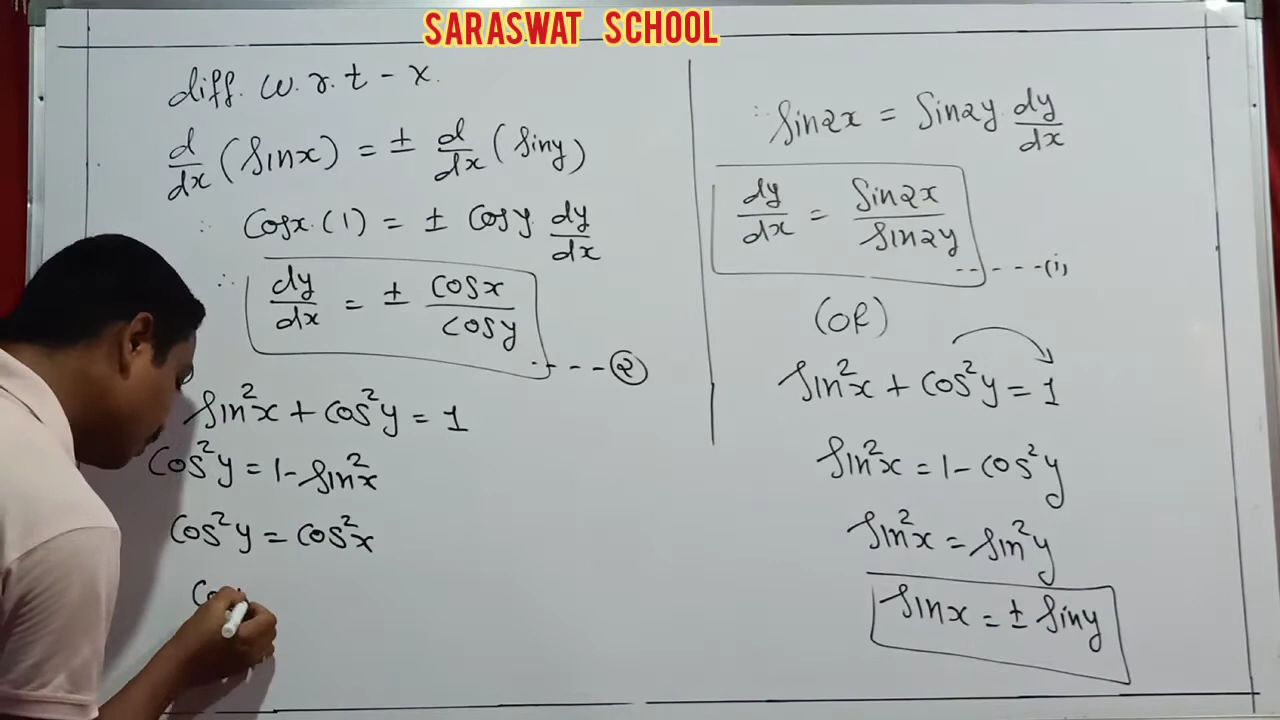 SARASWAT SCHOOL
diff. w.r.t - x.
d/dx (sinx) = ± d/dx (siny)
∴ cosx.(1) = ± cosy dy/dx
∴ dy/dx = ± cosx/cosy
----②
sin²x + cos²y = 1
cos²y = 1 - sin²x
cos²y = cos²x
∴ sin2x = sin2y dy/dx
dy/dx = sin2x/sin2y
-----(i)
(OR)
sin²x + cos²y = 1
sin²x = 1 - cos²y
sin²x = sin²y
sinx = ± siny